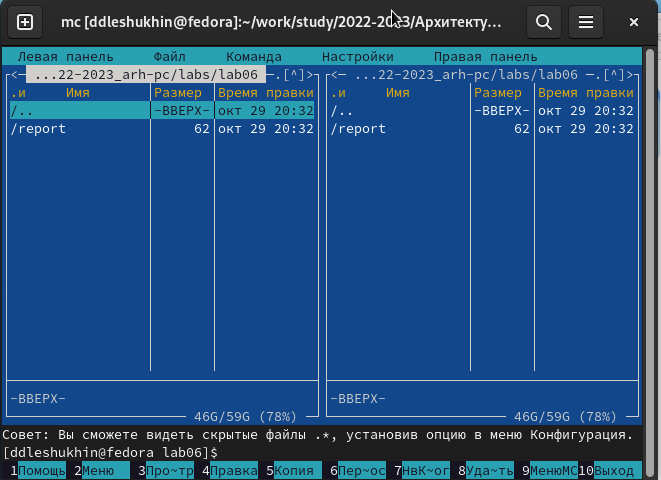 mc [ddleshukhin@fedora]:~/work/study/2022-2023/Архитекту…
Левая панель Файл Команда Настройки Правая панель
<— ...22-2023_arh-pc/labs/lab06 —.[^]> <— ...22-2023_arh-pc/labs/lab06 —.[^]>
.и Имя Размер Время правки .и Имя Размер Время правки
/.. -ВВЕРХ- окт 29 20:32 /.. -ВВЕРХ- окт 29 20:32
/report 62 окт 29 20:32 /report 62 окт 29 20:32
-ВВЕРХ- -ВВЕРХ-
46G/59G (78%) 46G/59G (78%)
Совет: Вы сможете видеть скрытые файлы .*, установив опцию в меню Конфигурация.
[ddleshukhin@fedora lab06]$
1Помощь 2Меню 3Про~тр 4Правка 5Копия 6Пер~ос 7НвК~ог 8Уда~ть 9МенюMC 10Выход